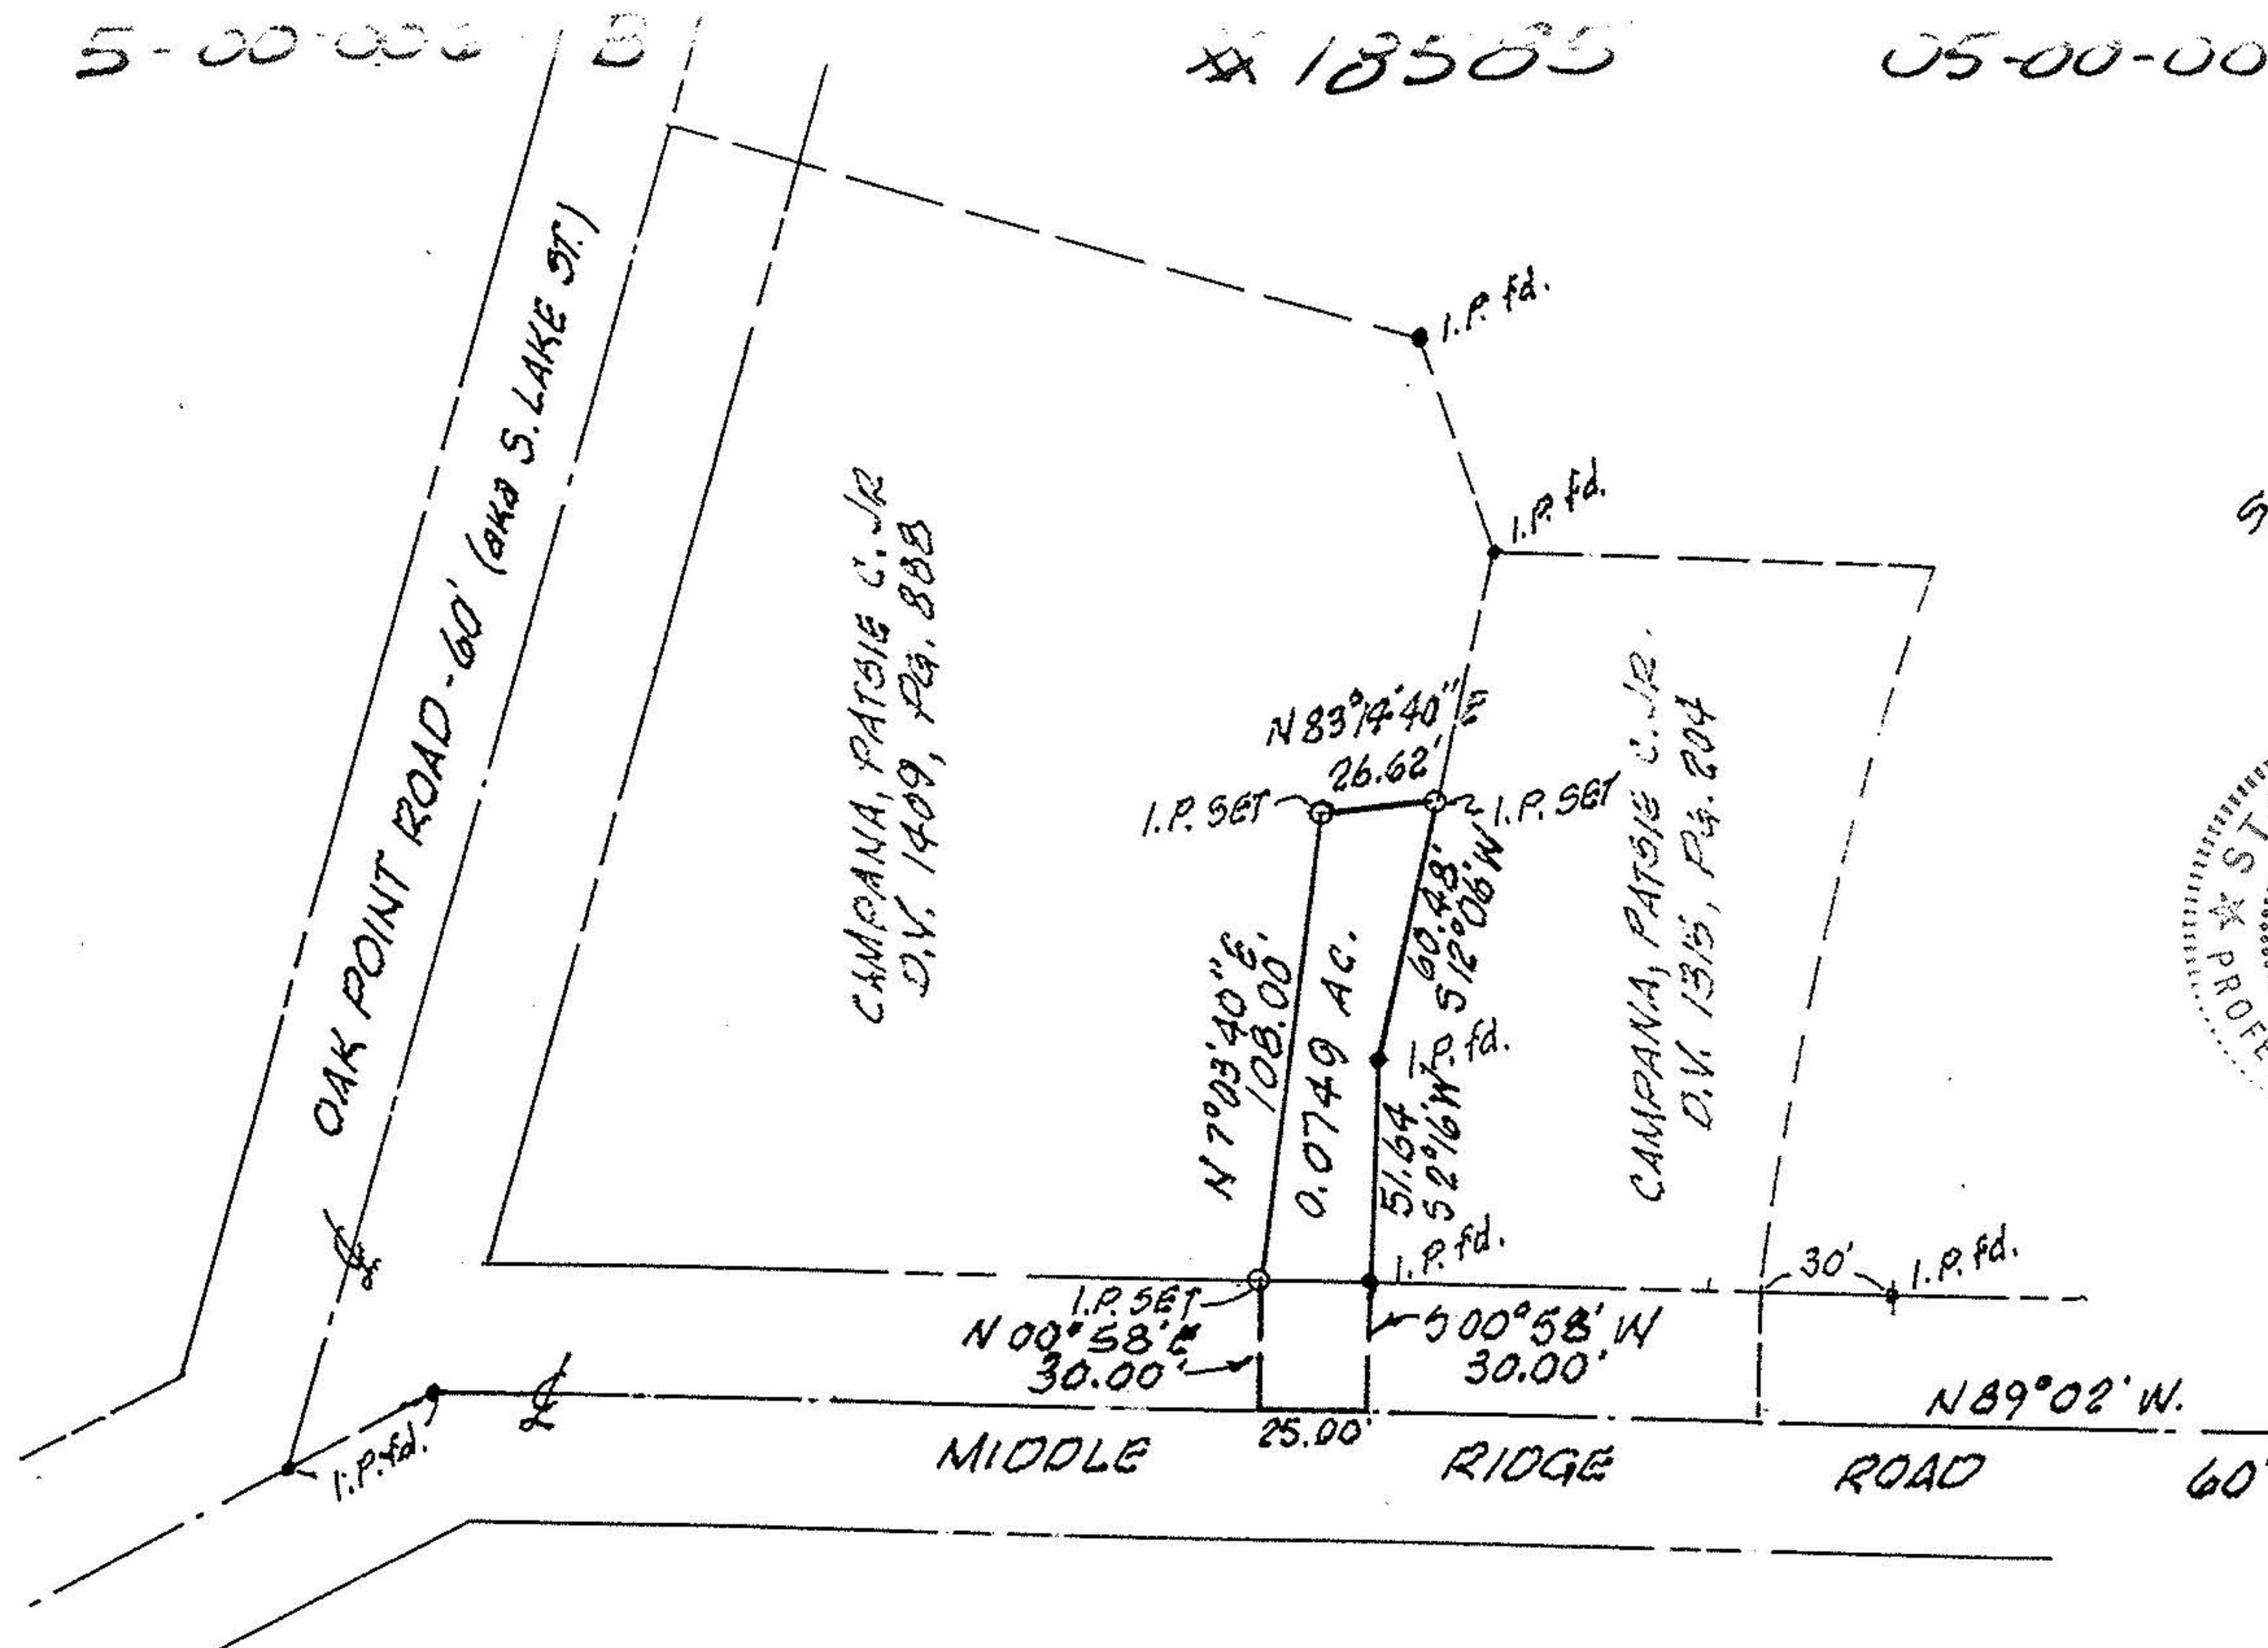 # 18585
05-00-00
OAK POINT ROAD - 60' (aka S. LAKE ST.)
I.P. fd.
I.P. fd.
CAMPANA, PATSIE C. JR
D.V. 1409, PG. 888
N 83°14'40" E
26.62'
I.P. SET
I.P. SET
60.48'
S 12°06' W
CAMPANA, PATSIE C. JR.
D.V. 1315, PG. 204
N 7°03'40" E.
108.00'
0.0749 AC.
I.P. fd.
51.64
S 2°16' W
I.P. fd.
30'
I.P. fd.
I.P. SET
N 00°58' E
30.00'
S 00°58' W
30.00'
25.00'
N 89°02' W.
I.P. fd.
MIDDLE RIDGE ROAD 60'